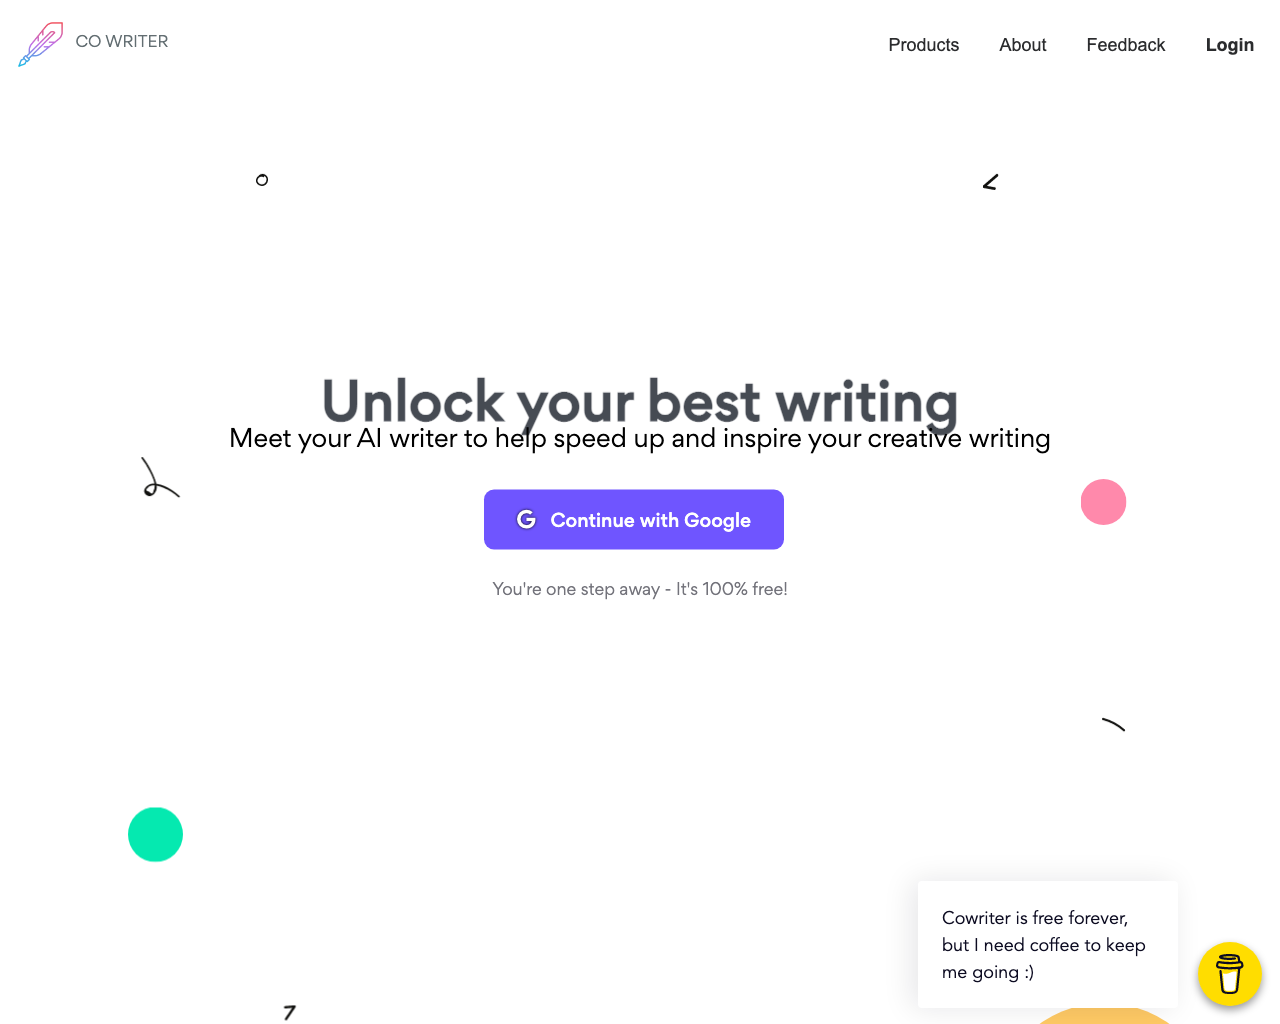 CO WRITER
Products About Feedback Login
Unlock your best writing
Meet your AI writer to help speed up and inspire your creative writing
G Continue with Google
You're one step away - It's 100% free!
Cowriter is free forever,
but I need coffee to keep
me going :)